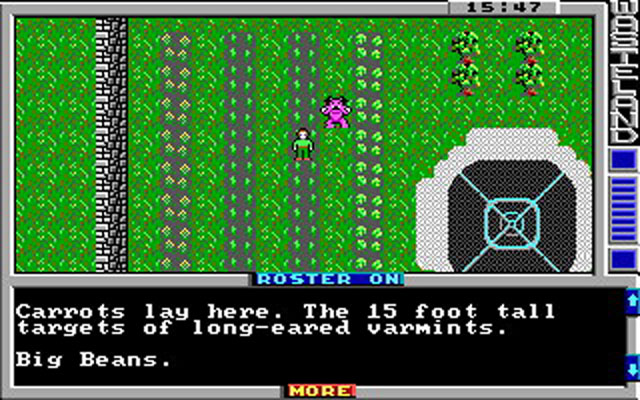 15:47
ROSTER ON
Carrots lay here. The 15 foot tall
targets of long-eared varmints.
Big Beans.
MORE